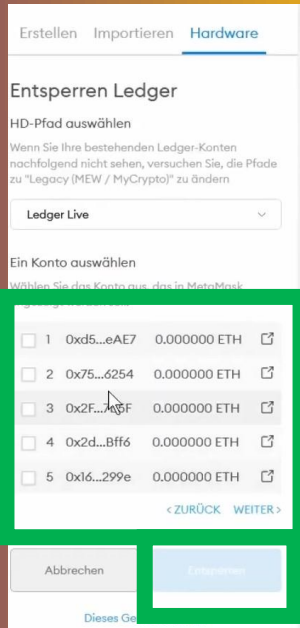 Erstellen Importieren Hardware
Entsperren Ledger
HD-Pfad auswählen
Wenn Sie Ihre bestehenden Ledger-Konten
nachfolgend nicht sehen, versuchen Sie, die Pfade
zu "Legacy (MEW / MyCrypto)" zu ändern
Ledger Live
Ein Konto auswählen
Wählen Sie das Konto aus, das in MetaMask
1 0xd5...eAE7 0.000000 ETH
2 0x75...6254 0.000000 ETH
3 0x2F... 0.000000 ETH
4 0x2d...Bff6 0.000000 ETH
5 0x16...299e 0.000000 ETH
< ZURÜCK WEITER >
Abbrechen Entsperren
Dieses Ge